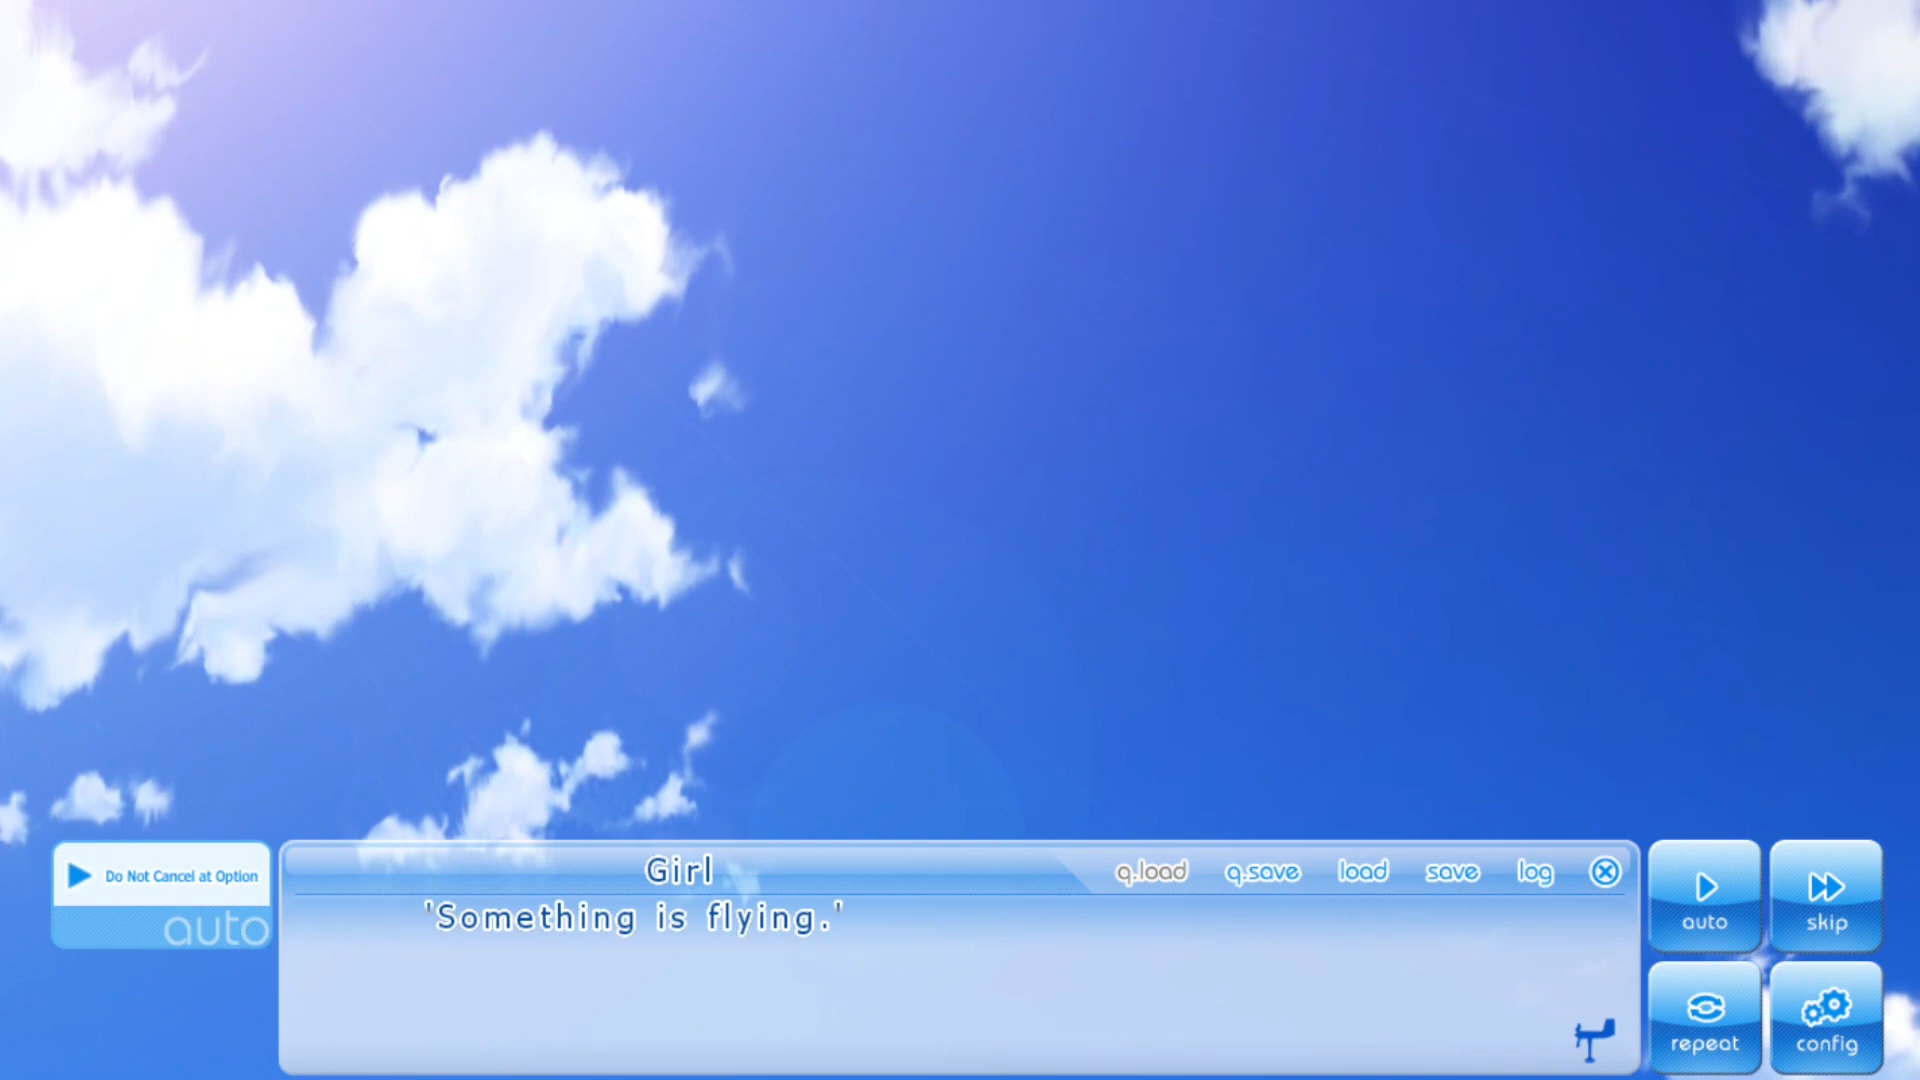 Do Not Cancel at Option
auto
Girl
q.load q.save load save log
'Something is flying.'
auto
skip
repeat
config